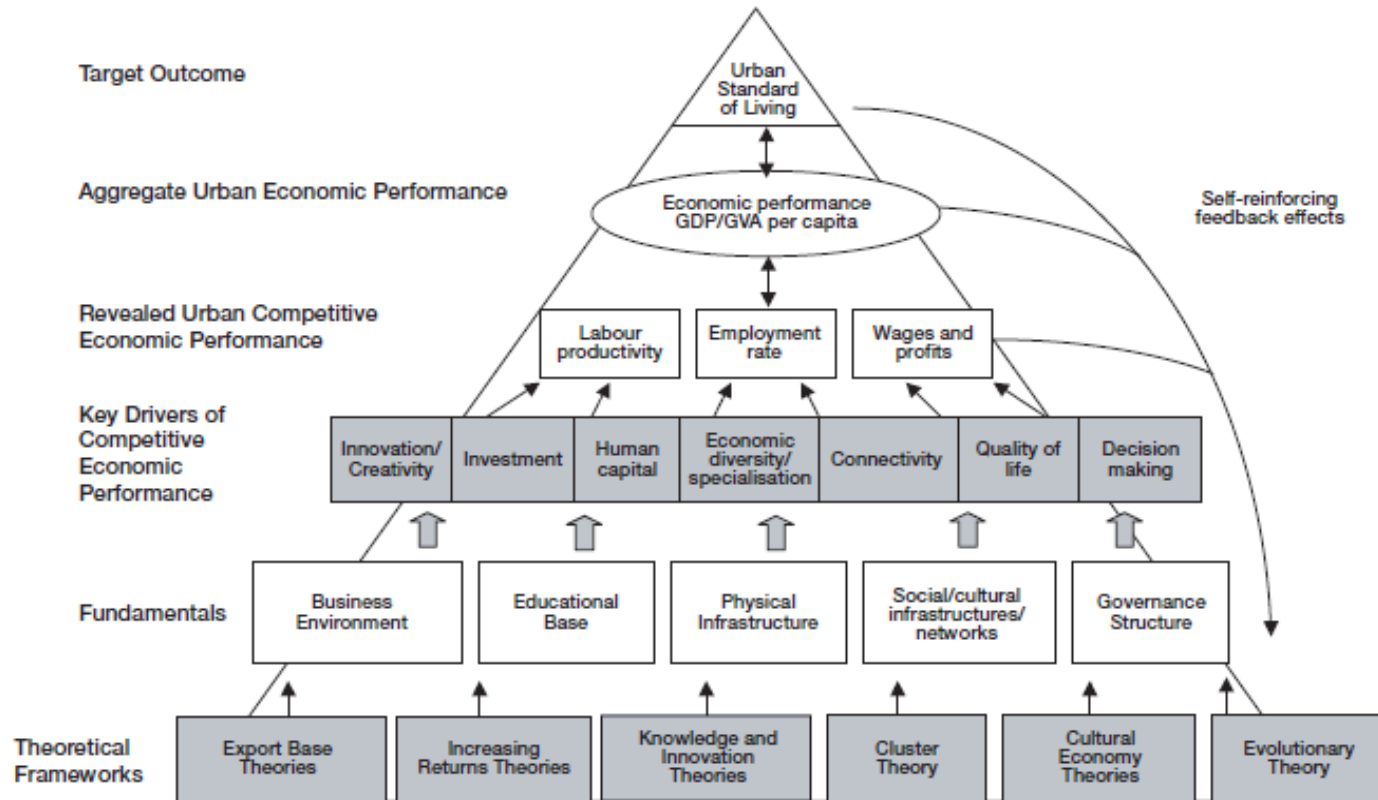 Target Outcome
Urban
Standard
of Living
Aggregate Urban Economic Performance
Economic performance
GDP/GVA per capita
Self-reinforcing
feedback effects
Revealed Urban Competitive
Economic Performance
Labour
productivity
Employment
rate
Wages and
profits
Key Drivers of
Competitive
Economic
Performance
Innovation/
Creativity
Investment
Human
capital
Economic
diversity/
specialisation
Connectivity
Quality of
life
Decision
making
Fundamentals
Business
Environment
Educational
Base
Physical
Infrastructure
Social/cultural
infrastructures/
networks
Governance
Structure
Theoretical
Frameworks
Export Base
Theories
Increasing
Returns Theories
Knowledge and
Innovation
Theories
Cluster
Theory
Cultural
Economy
Theories
Evolutionary
Theory